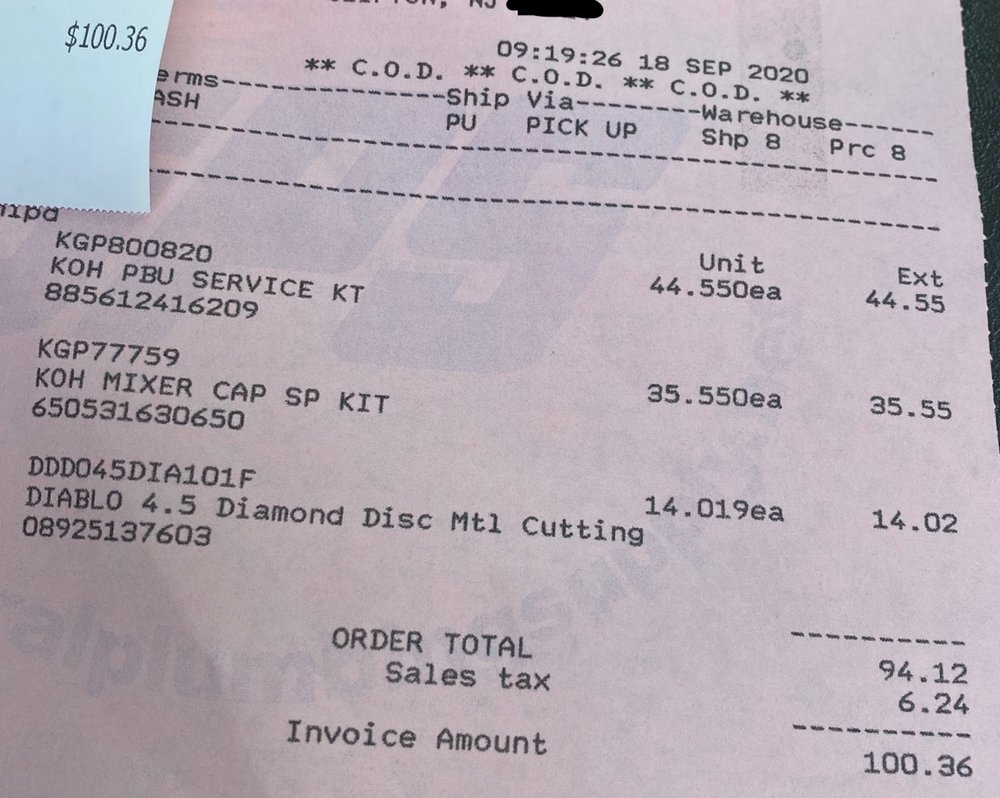 $100.36
NJ
09:19:26 18 SEP 2020
** C.O.D. ** C.O.D. ** C.O.D. **
erms--------------Ship Via--------Warehouse------
ASH PU PICK UP Shp 8 Prc 8
KGP800820 Unit Ext
KOH PBU SERVICE KT 44.550ea 44.55
885612416209
KGP77759
KOH MIXER CAP SP KIT 35.550ea 35.55
650531630650
DDD045DIA101F
DIABLO 4.5 Diamond Disc Mtl Cutting 14.019ea 14.02
08925137603
ORDER TOTAL 94.12
Sales tax 6.24
Invoice Amount 100.36